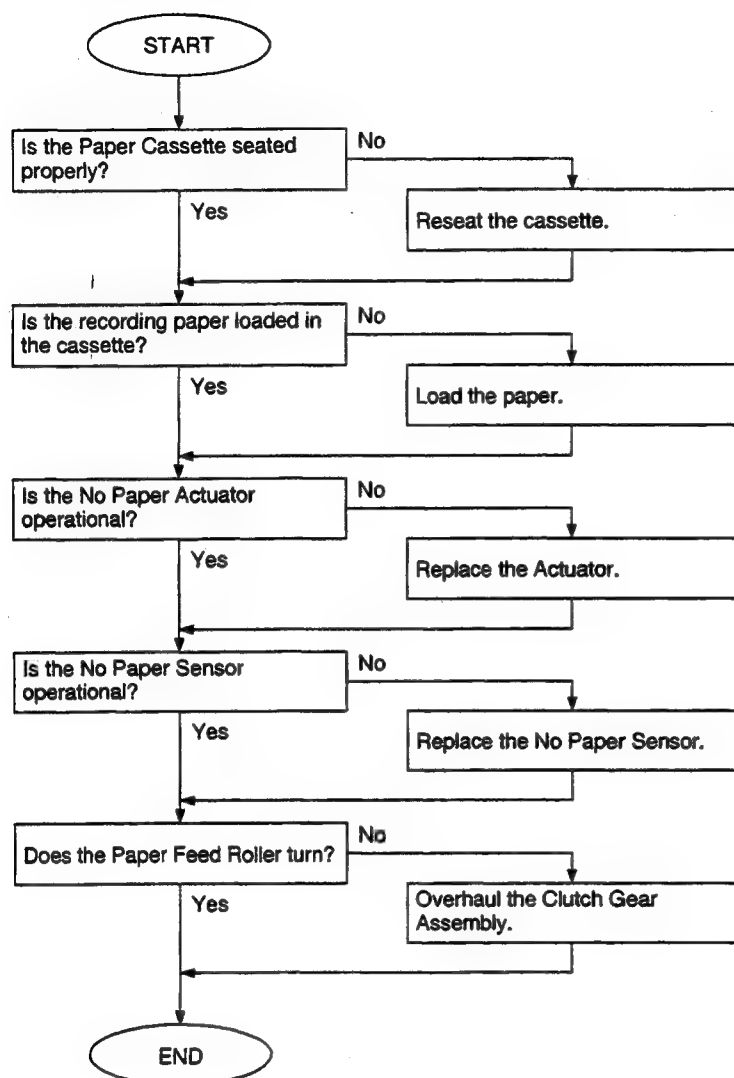 START
Is the Paper Cassette seated
properly?
No
Yes
Reseat the cassette.
Is the recording paper loaded in
the cassette?
No
Yes
Load the paper.
Is the No Paper Actuator
operational?
No
Yes
Replace the Actuator.
Is the No Paper Sensor
operational?
No
Yes
Replace the No Paper Sensor.
Does the Paper Feed Roller turn?
No
Yes
Overhaul the Clutch Gear
Assembly.
END